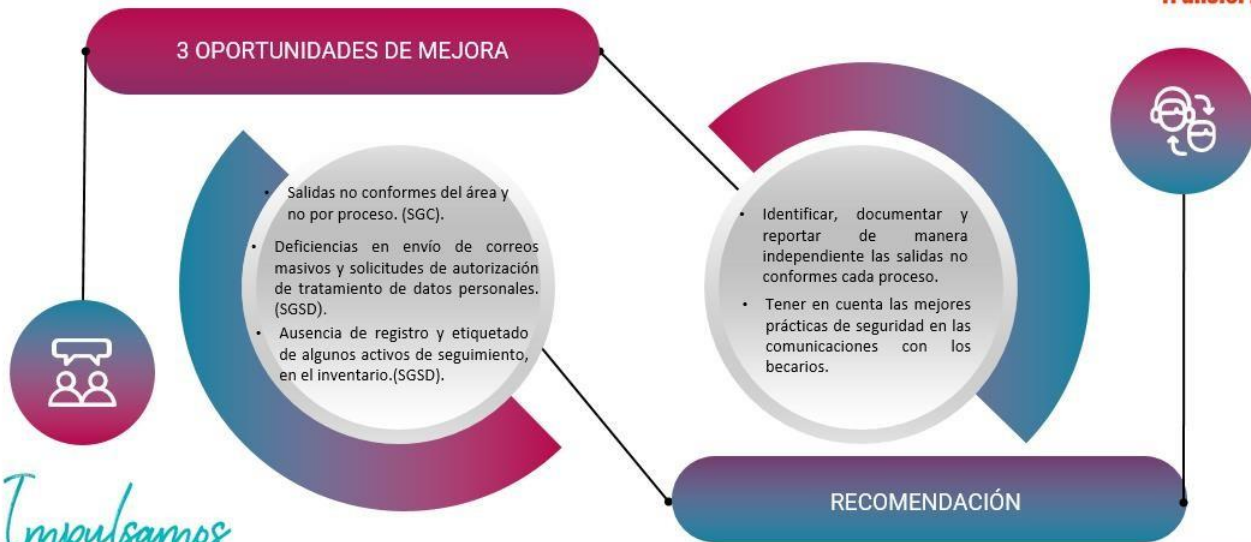 3 OPORTUNIDADES DE MEJORA
• Salidas no conformes del área y
no por proceso. (SGC).
• Deficiencias en envío de correos
masivos y solicitudes de autorización
de tratamiento de datos personales.
(SGSD).
• Ausencia de registro y etiquetado
de algunos activos de seguimiento,
en el inventario.(SGSD).
• Identificar, documentar y
reportar de manera
independiente las salidas no
conformes cada proceso.
• Tener en cuenta las mejores
prácticas de seguridad en las
comunicaciones con los
becarios.
RECOMENDACIÓN
Impulsamos